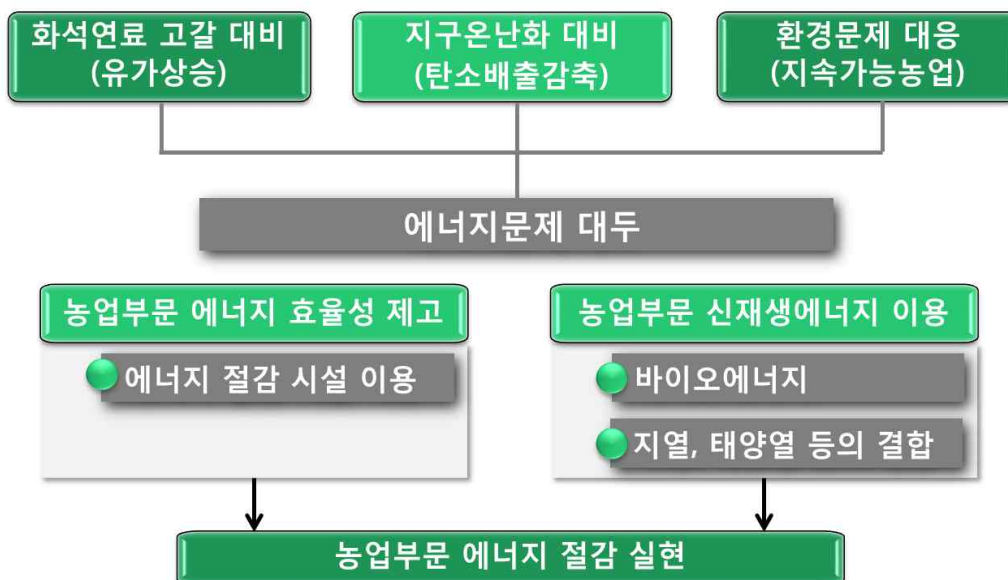 화석연료 고갈 대비
(유가상승)
지구온난화 대비
(탄소배출감축)
환경문제 대응
(지속가능농업)
에너지문제 대두
농업부문 에너지 효율성 제고
에너지 절감 시설 이용
농업부문 신재생에너지 이용
바이오에너지
지열, 태양열 등의 결합
농업부문 에너지 절감 실현